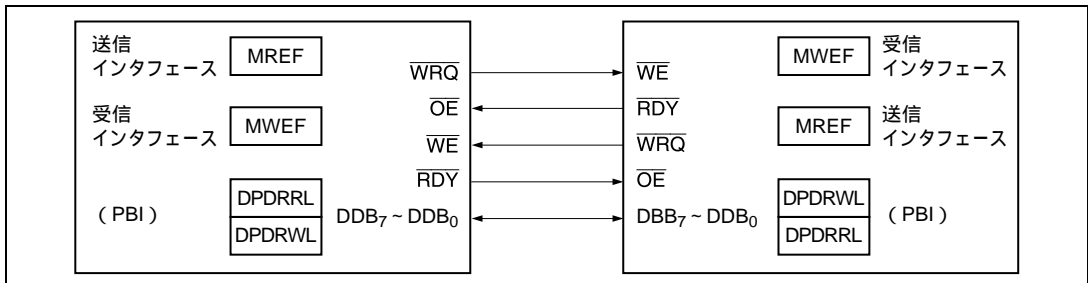 送信
インタフェース
MREF
受信
インタフェース
MWEF
(PBI)
DPDRRL
DPDRWL
WRQ
OE
WE
RDY
DDB7~DDB0
WE
RDY
WRQ
OE
DBB7~DDB0
MWEF
受信
インタフェース
MREF
送信
インタフェース
DPDRWL
DPDRRL
(PBI)